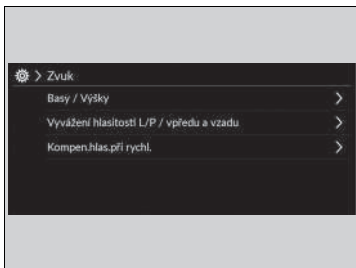 > Zvuk
Basy / Výšky >
Vyvážení hlasitosti L/P / vpředu a vzadu >
Kompen.hlas.při rychl. >